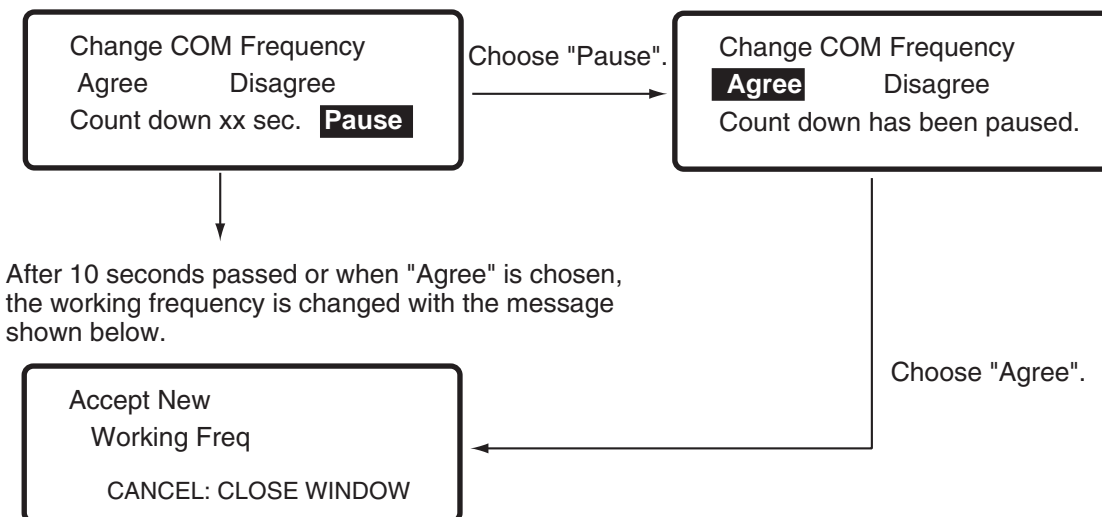 Change COM Frequency
Agree Disagree
Count down xx sec. Pause
Choose "Pause".
Change COM Frequency
Agree Disagree
Count down has been paused.
After 10 seconds passed or when "Agree" is chosen,
the working frequency is changed with the message
shown below.
Choose "Agree".
Accept New
Working Freq
CANCEL: CLOSE WINDOW